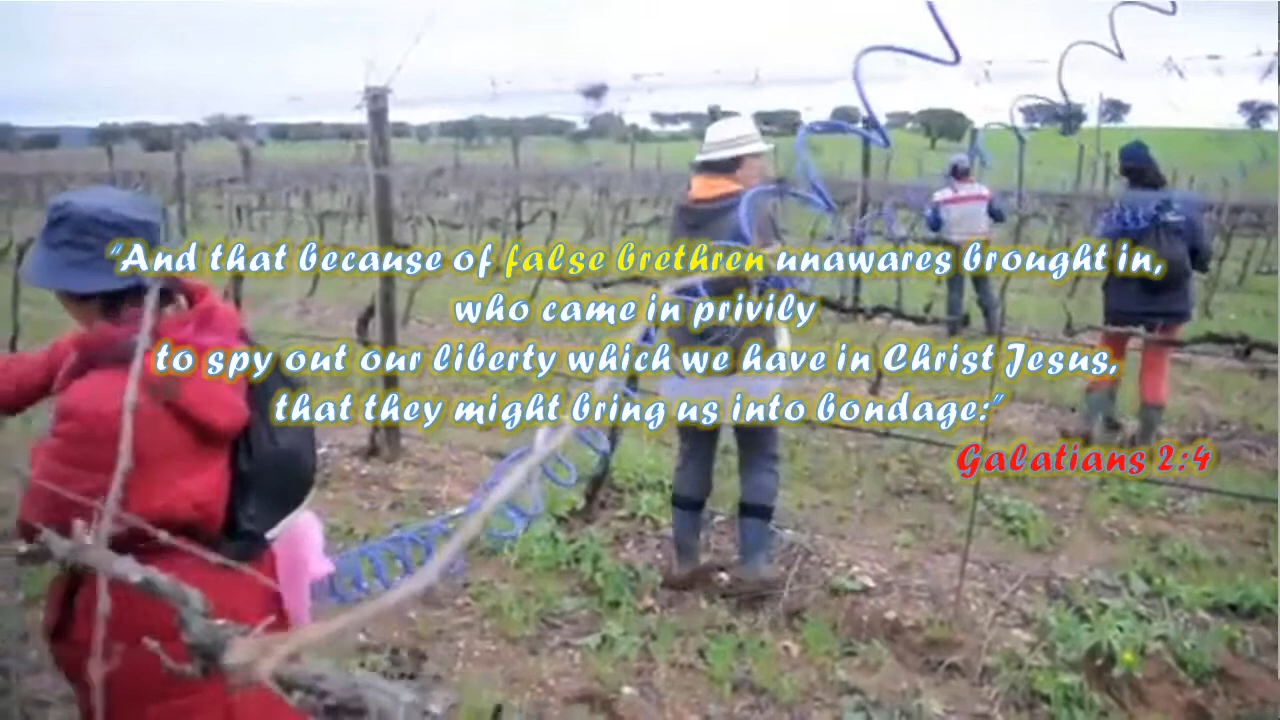 “And that because of false brethren unawares brought in,
who came in privily
to spy out our liberty which we have in Christ Jesus,
that they might bring us into bondage:”
Galatians 2:4